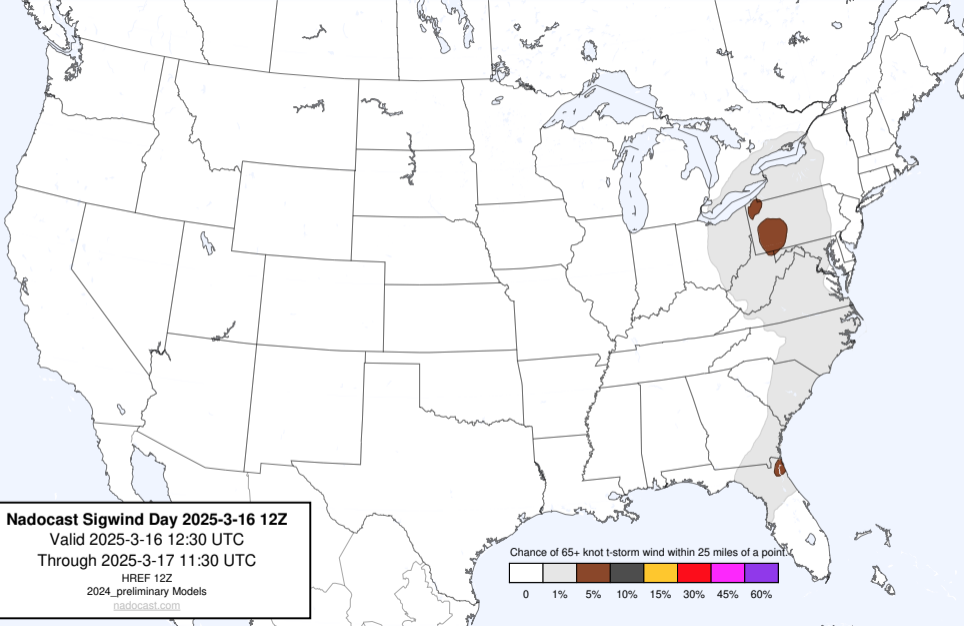 Nadocast Sigwind Day 2025-3-16 12Z
Valid 2025-3-16 12:30 UTC
Through 2025-3-17 11:30 UTC
HREF 12Z
2024_preliminary Models
nadocast.com
Chance of 65+ knot t-storm wind within 25 miles of a point.
0 1% 5% 10% 15% 30% 45% 60%